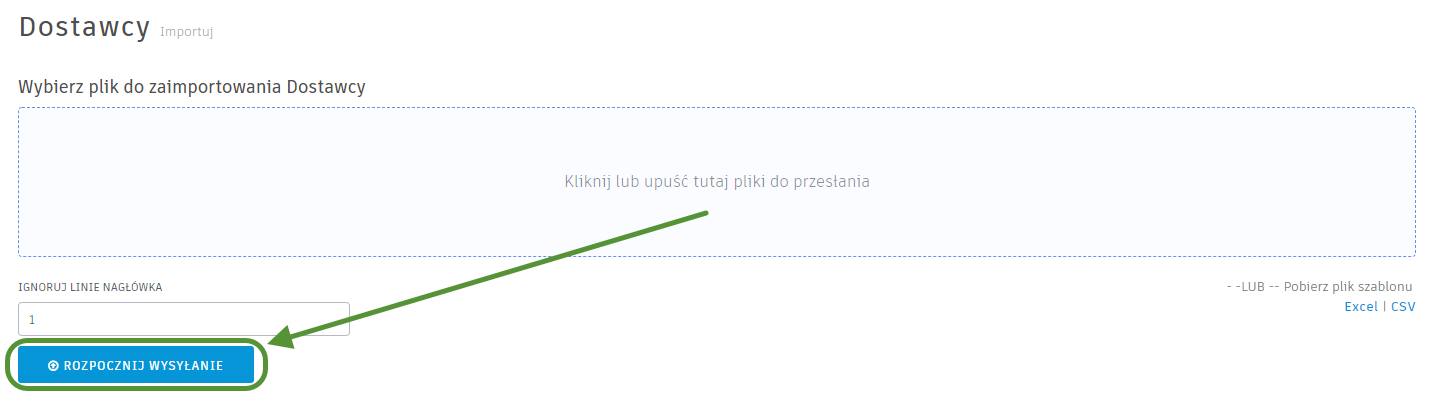 Dostawcy Importuj
Wybierz plik do zaimportowania Dostawcy
Kliknij lub upuść tutaj pliki do przesłania
IGNORUJ LINIE NAGŁÓWKA
- -LUB -- Pobierz plik szablonu
1
Excel | CSV
ROZPOCZNIJ WYSYŁANIE